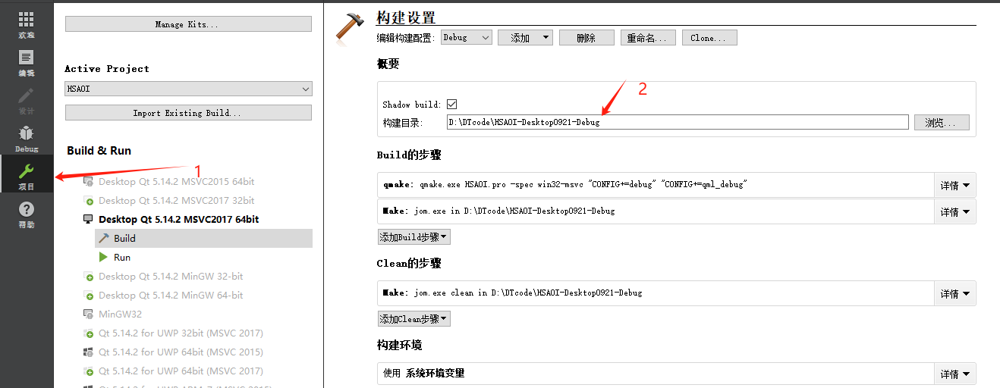 欢迎
编辑
设计
Debug
项目
帮助
Manage Kits...
Active Project
HSAOI
Import Existing Build...
Build & Run
1
Desktop Qt 5.14.2 MSVC2015 64bit
Desktop Qt 5.14.2 MSVC2017 32bit
Desktop Qt 5.14.2 MSVC2017 64bit
Build
Run
Desktop Qt 5.14.2 MinGW 32-bit
Desktop Qt 5.14.2 MinGW 64-bit
MinGW32
Qt 5.14.2 for UWP 32bit (MSVC 2017)
Qt 5.14.2 for UWP 64bit (MSVC 2015)
Qt 5.14.2 for UWP 64bit (MSVC 2017)
构建设置
编辑构建配置: Debug 添加 删除 重命名... Clone...
概要
2
Shadow build:
构建目录: D:\DTcode\HSAOI-Desktop0921-Debug 浏览...
Build的步骤
qmake: qmake.exe HSAOI.pro -spec win32-msvc "CONFIG+=debug" "CONFIG+=qml_debug" 详情
Make: jom.exe in D:\DTcode\HSAOI-Desktop0921-Debug 详情
添加Build步骤
Clean的步骤
Make: jom.exe clean in D:\DTcode\HSAOI-Desktop0921-Debug 详情
添加Clean步骤
构建环境
使用 系统环境变量 详情